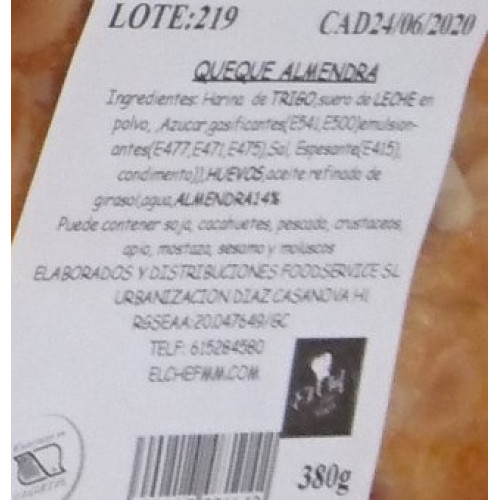 LOTE:219 CAD24/06/2020
QUEQUE ALMENDRA
Ingredientes: Harina de TRIGO,suero de LECHE en
polvo, ,Azucar,gasificantes(E541,E500)emulsion-
antes(E477,E471,E475),Sal, Espesante(E415),
condimento)),HUEVOS,aceite refinado de
girasol,agua,ALMENDRA14%
Puede contener soja, cacahuetes, pescado, crustaceos,
apio, mostaza, sesamo y moluscos
ELABORADOS Y DISTRIBUCIONES FOODSERVICE SL
URBANIZACION DIAZ CASANOVA H1
RGSEAA:20.047649/GC
TELF: 615284580
ELCHEFMM.COM
380g